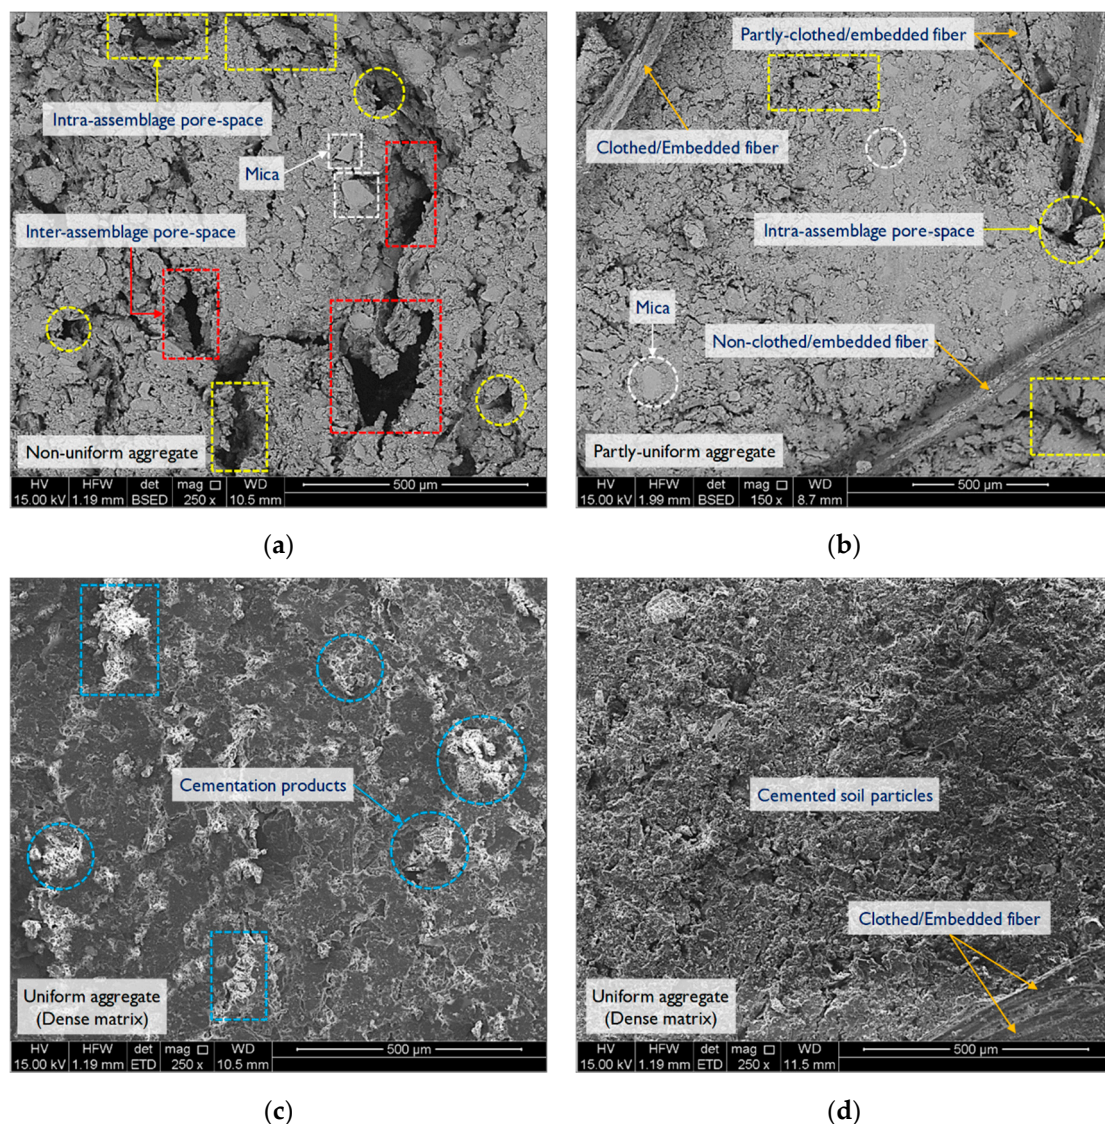 Intra-assemblage pore-space
Mica
Inter-assemblage pore-space
Non-uniform aggregate
HV HFW det mag WD
15.00 kV 1.19 mm BSED 250 x 10.5 mm 500 µm
(a)
Partly-clothed/embedded fiber
Clothed/Embedded fiber
Intra-assemblage pore-space
Mica
Non-clothed/embedded fiber
Partly-uniform aggregate
HV HFW det mag WD
15.00 kV 1.99 mm BSED 150 x 8.7 mm 500 µm
(b)
Cementation products
Uniform aggregate
(Dense matrix)
HV HFW det mag WD
15.00 kV 1.19 mm ETD 250 x 10.5 mm 500 µm
(c)
Cemented soil particles
Clothed/Embedded fiber
Uniform aggregate
(Dense matrix)
HV HFW det mag WD
15.00 kV 1.19 mm ETD 250 x 11.5 mm 500 µm
(d)